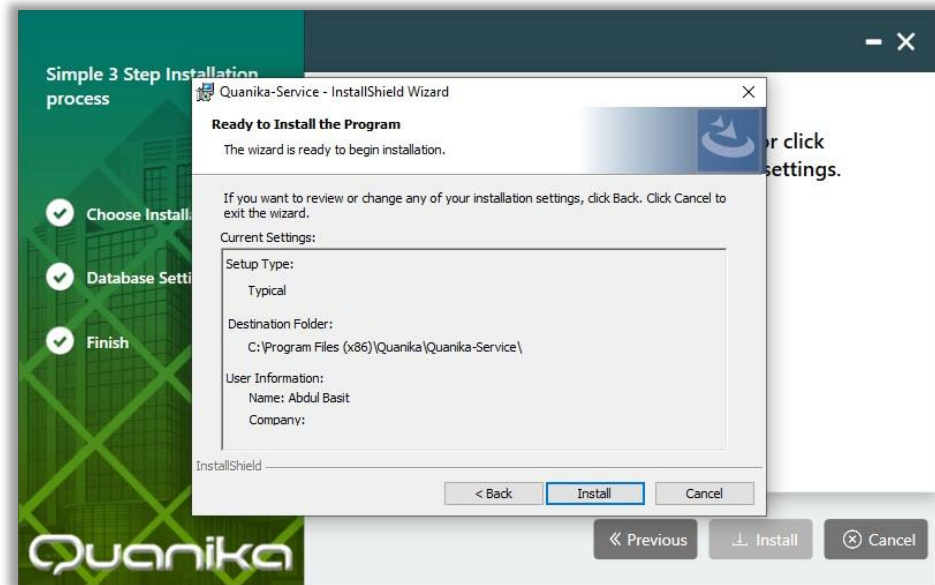 Simple 3 Step Installation
process
Choose Install
Database Setti
Finish
Quanika
Quanika-Service - InstallShield Wizard
Ready to Install the Program
The wizard is ready to begin installation.
If you want to review or change any of your installation settings, click Back. Click Cancel to
exit the wizard.
Current Settings:
Setup Type:
Typical
Destination Folder:
C:\Program Files (x86)\Quanika\Quanika-Service\
User Information:
Name: Abdul Basit
Company:
InstallShield
< Back
Install
Cancel
r click
settings.
Previous
Install
Cancel